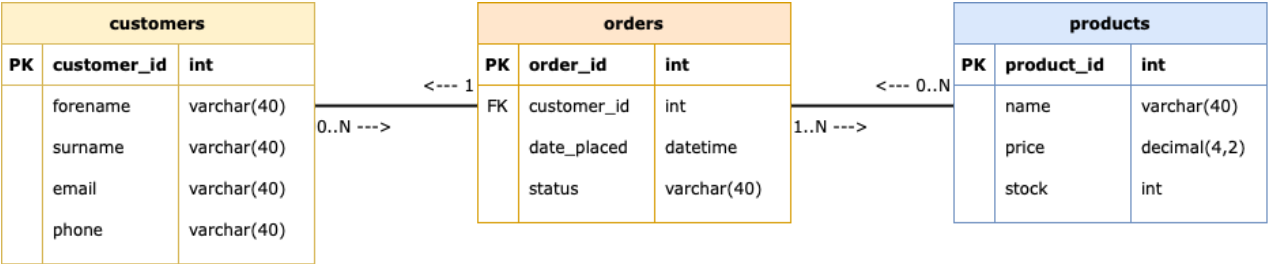 customers
PK customer_id int
forename varchar(40)
surname varchar(40)
email varchar(40)
phone varchar(40)
<--- 1
0..N --->
orders
PK order_id int
FK customer_id int
date_placed datetime
status varchar(40)
<--- 0..N
1..N --->
products
PK product_id int
name varchar(40)
price decimal(4,2)
stock int